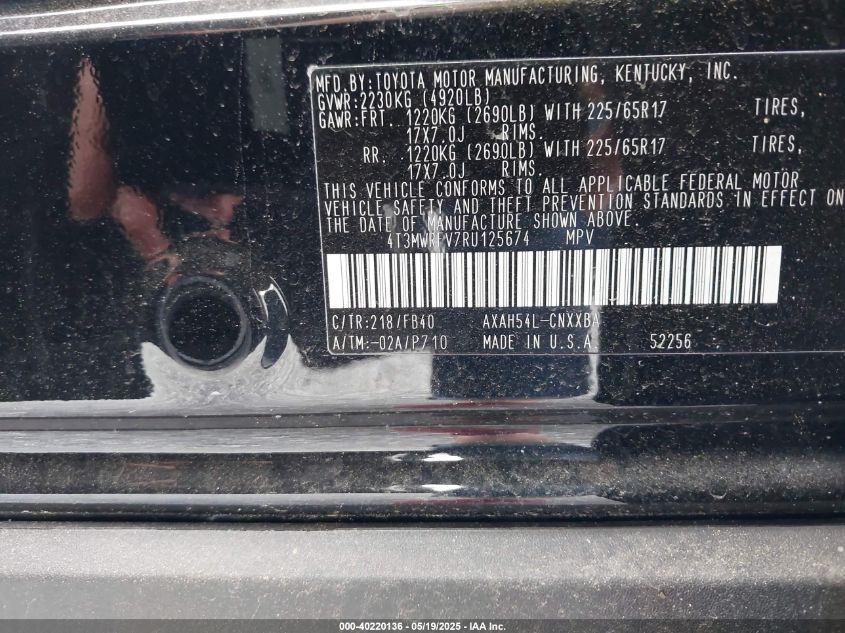 MFD.BY:TOYOTA MOTOR MANUFACTURING, KENTUCKY, INC.
GVWR:2230KG (4920LB)
GAWR:FRT. 1220KG (2690LB) WITH 225/65R17 TIRES,
17X7.0J RIMS.
RR. 1220KG (2690LB) WITH 225/65R17 TIRES,
17X7.0J RIMS.
THIS VEHICLE CONFORMS TO ALL APPLICABLE FEDERAL MOTOR
VEHICLE SAFETY AND THEFT PREVENTION STANDARDS IN EFFECT ON
THE DATE OF MANUFACTURE SHOWN ABOVE.
MPV
C/TR:218/FB40 AXAH54L-CNXXBA
A/TM:-02A/P710 MADE IN U.S.A. 52256
000-40220136 - 05/19/2025 - IAA Inc.